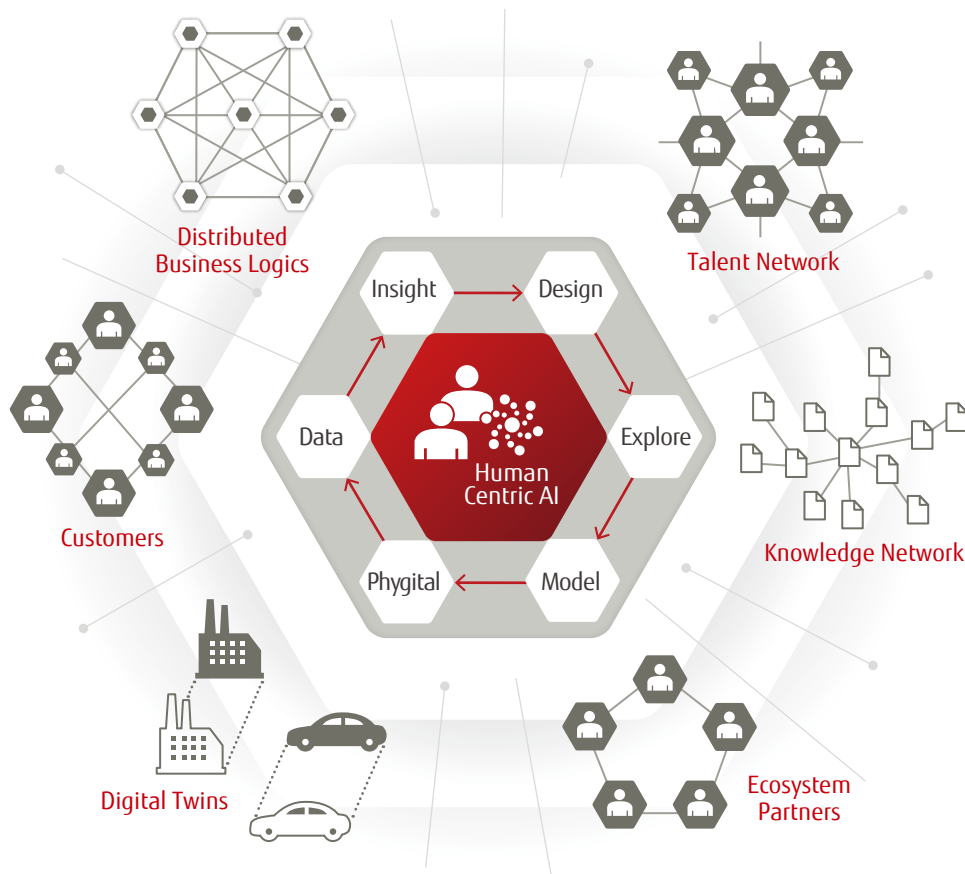 Distributed
Business Logics
Talent Network
Insight
Design
Customers
Data
Human
Centric AI
Explore
Knowledge Network
Phygital
Model
Digital Twins
Ecosystem
Partners